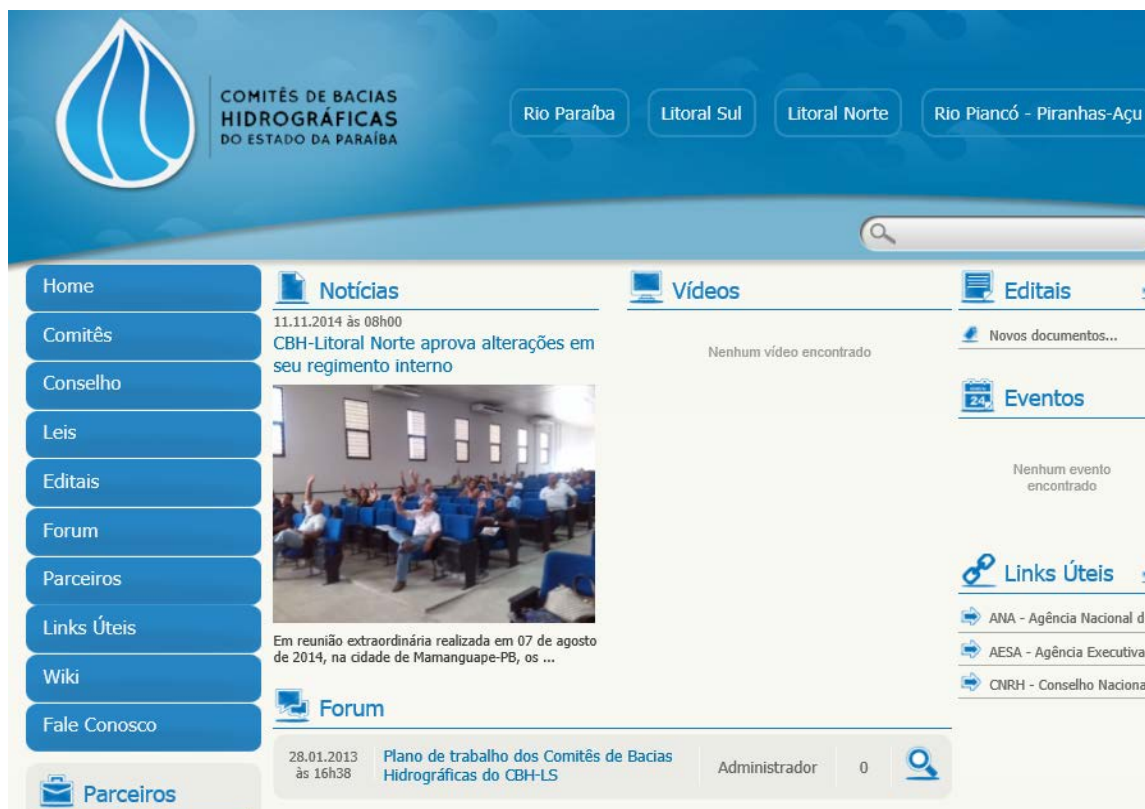 COMITÊS DE BACIAS
HIDROGRÁFICAS
DO ESTADO DA PARAÍBA
Rio Paraíba
Litoral Sul
Litoral Norte
Rio Piancó - Piranhas-Açu
Home
Comitês
Conselho
Leis
Editais
Forum
Parceiros
Links Úteis
Wiki
Fale Conosco
Parceiros
Notícias
11.11.2014 às 08h00
CBH-Litoral Norte aprova alterações em
seu regimento interno
Em reunião extraordinária realizada em 07 de agosto
de 2014, na cidade de Mamanguape-PB, os ...
Vídeos
Nenhum vídeo encontrado
Forum
28.01.2013
às 16h38
Plano de trabalho dos Comitês de Bacias
Hidrográficas do CBH-LS
Administrador
0
Editais
Novos documentos...
24
Eventos
Nenhum evento
encontrado
Links Úteis
ANA - Agência Nacional d
AESA - Agência Executiva
CNRH - Conselho Naciona